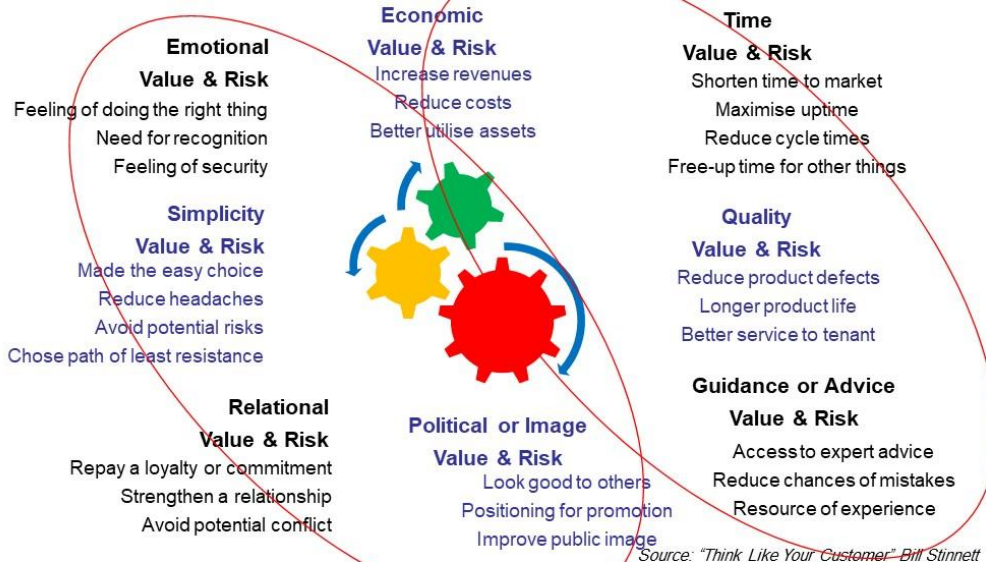 Economic
Value & Risk
Increase revenues
Reduce costs
Better utilise assets
Time
Value & Risk
Shorten time to market
Maximise uptime
Reduce cycle times
Free-up time for other things
Emotional
Value & Risk
Feeling of doing the right thing
Need for recognition
Feeling of security
Simplicity
Value & Risk
Made the easy choice
Reduce headaches
Avoid potential risks
Chose path of least resistance
Quality
Value & Risk
Reduce product defects
Longer product life
Better service to tenant
Relational
Value & Risk
Repay a loyalty or commitment
Strengthen a relationship
Avoid potential conflict
Political or Image
Value & Risk
Look good to others
Positioning for promotion
Improve public image
Guidance or Advice
Value & Risk
Access to expert advice
Reduce chances of mistakes
Resource of experience
Source: "Think Like Your Customer" Bill Stinnett